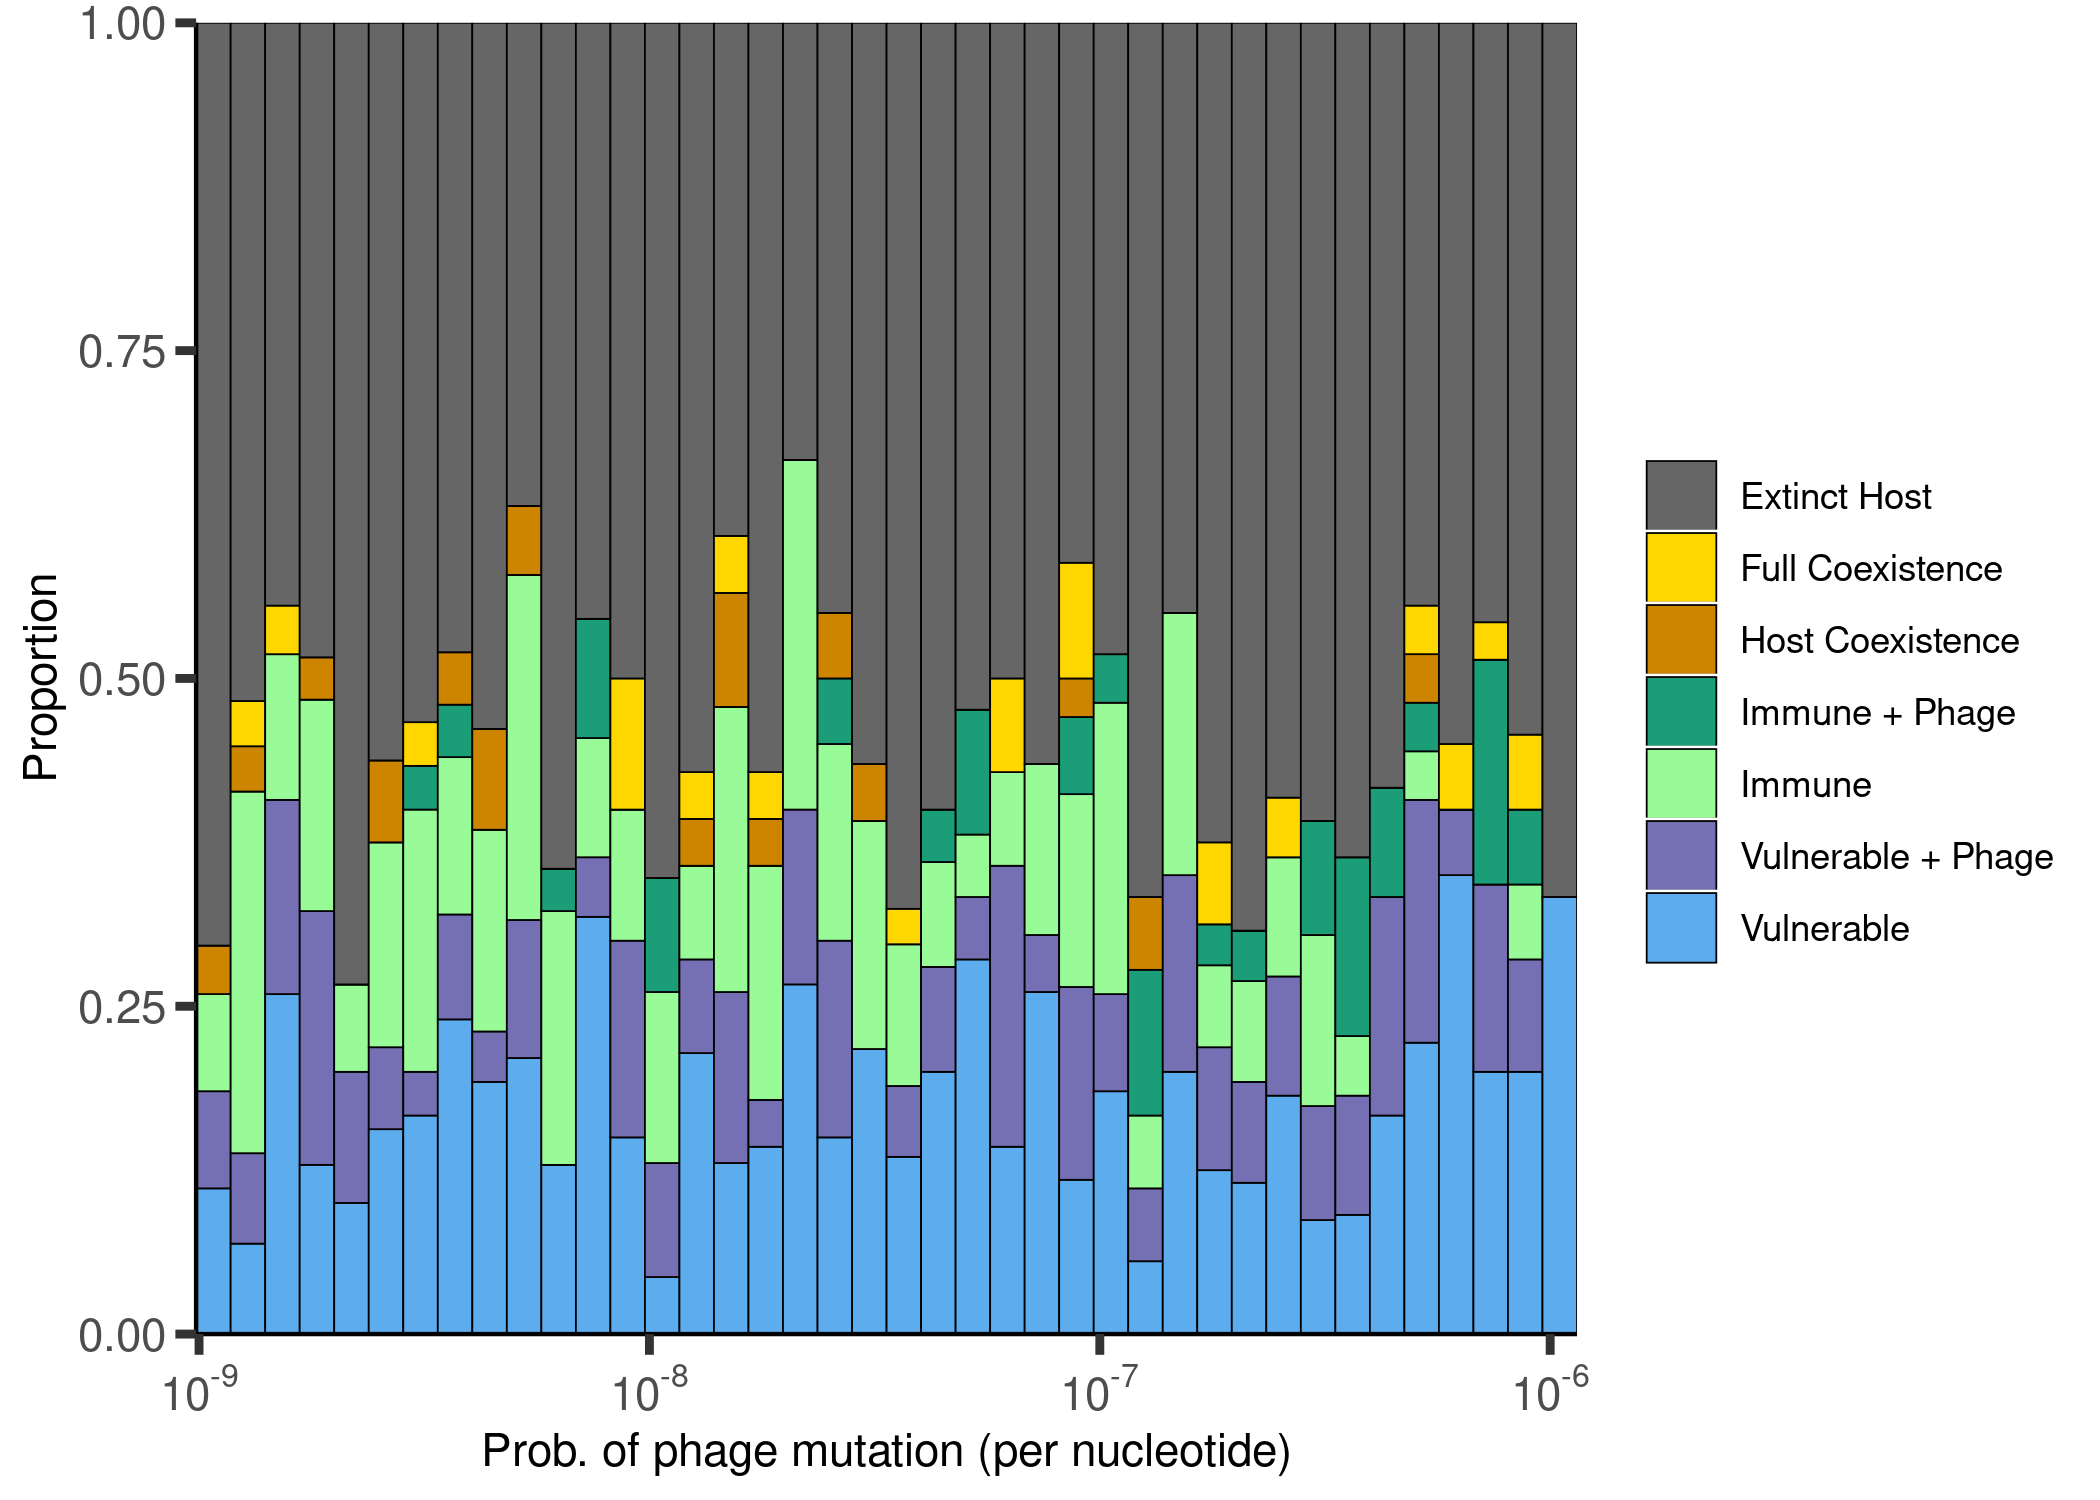 1.00
0.75
0.50
0.25
0.00
Proportion
10-9
10-8
10-7
10-6
Prob. of phage mutation (per nucleotide)
Extinct Host
Full Coexistence
Host Coexistence
Immune + Phage
Immune
Vulnerable + Phage
Vulnerable